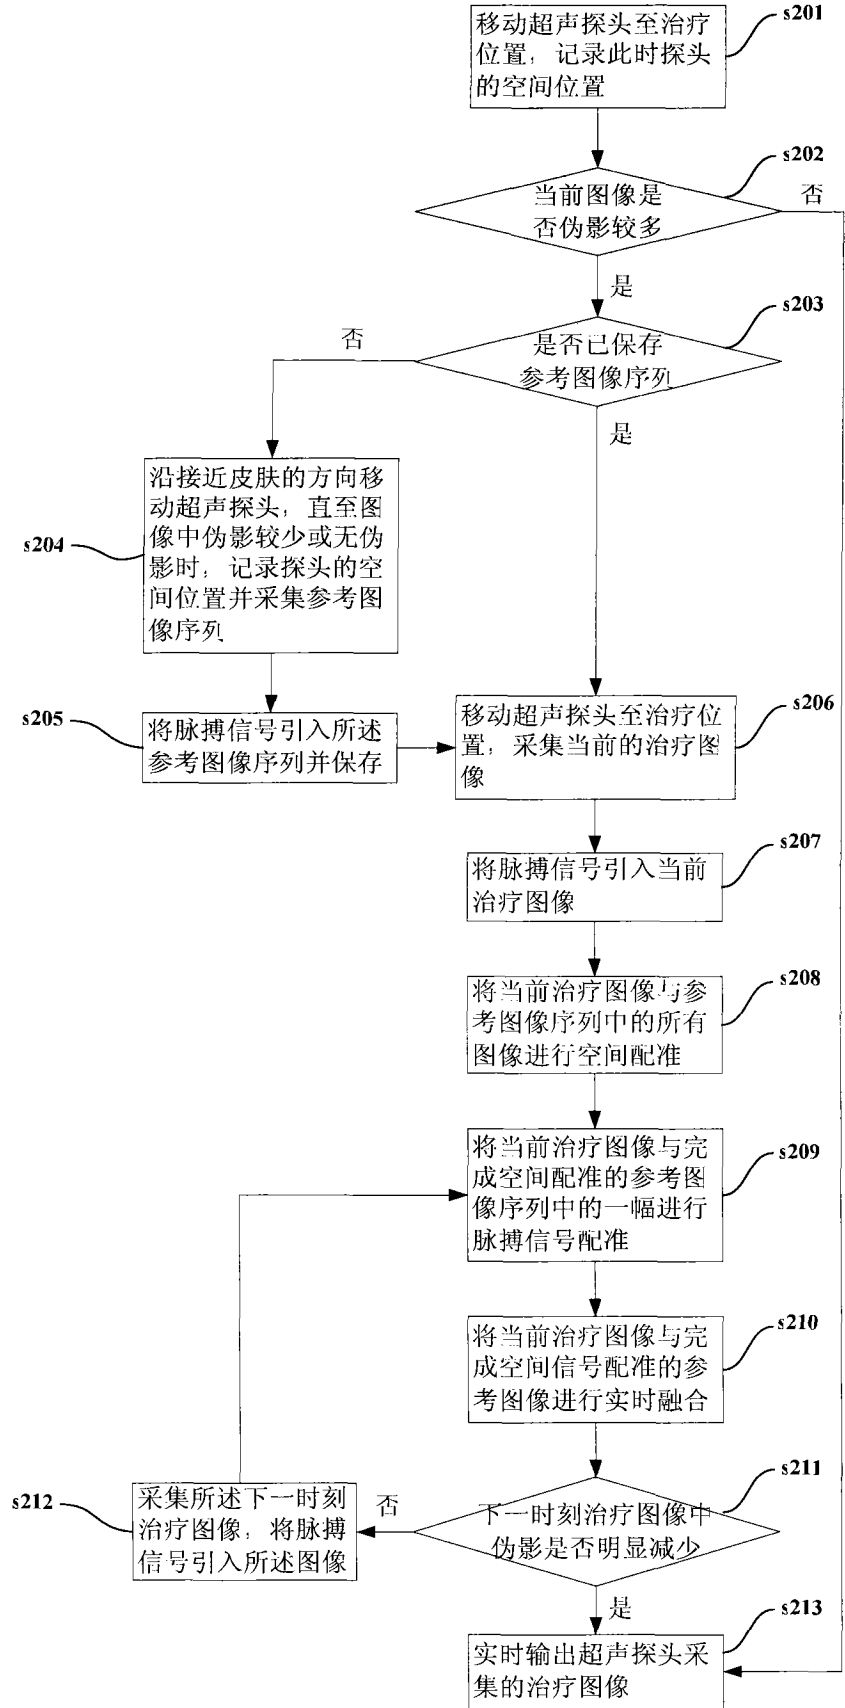 移动超声探头至治疗
位置，记录此时探头
的空间位置
s201
当前图像是
否伪影较多
s202
否
是
是否已保存
参考图像序列
s203
否
是
沿接近皮肤的方向移
动超声探头，直至图
像中伪影较少或无伪
影时，记录探头的空
间位置并采集参考图
像序列
s204
将脉搏信号引入所述
参考图像序列并保存
s205
移动超声探头至治疗位
置，采集当前的治疗图
像
s206
将脉搏信号引入当前
治疗图像
s207
将当前治疗图像与参
考图像序列中的所有
图像进行空间配准
s208
将当前治疗图像与完
成空间配准的参考图
像序列中的一幅进行
脉搏信号配准
s209
将当前治疗图像与完
成空间信号配准的参
考图像进行实时融合
s210
下一时刻治疗图像中
伪影是否明显减少
s211
否
是
采集所述下一时刻
治疗图像，将脉搏
信号引入所述图像
s212
实时输出超声探头采
集的治疗图像
s213